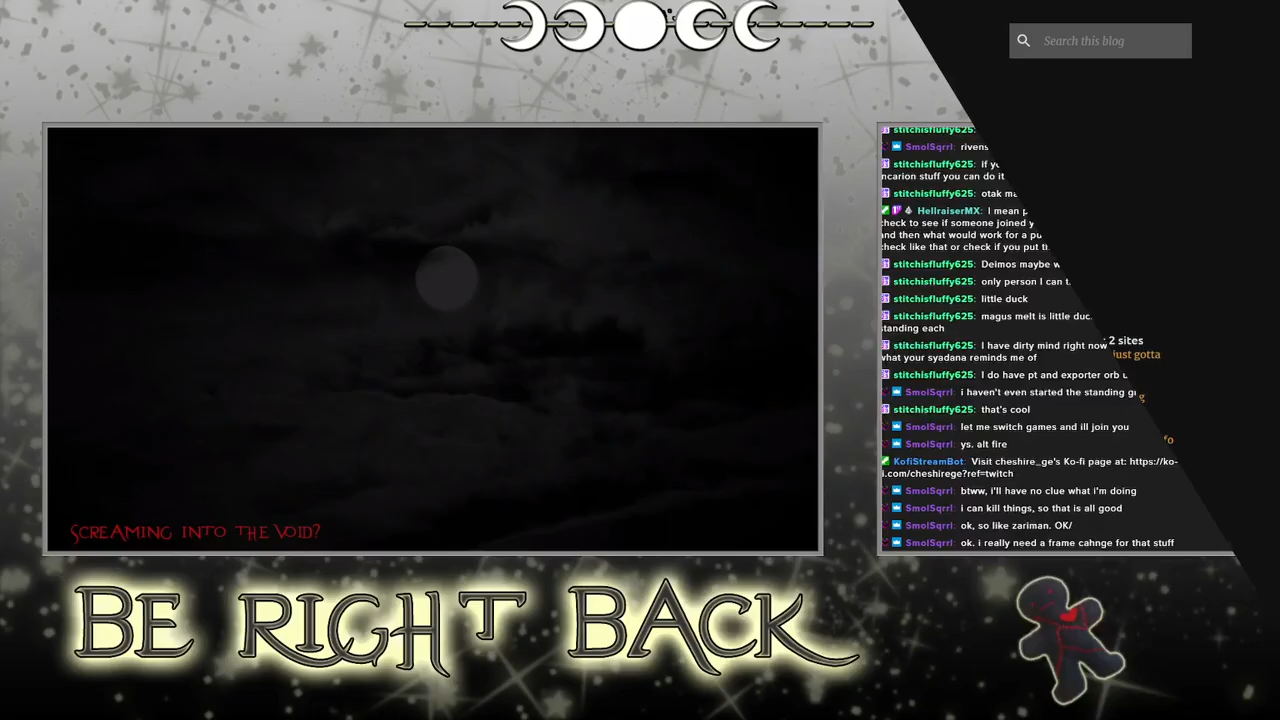 Search this blog
stitchisfluffy625:
SmolSqrrl: rivens
stitchisfluffy625: if
ncarion stuff you can do it
stitchisfluffy625: otak
HellraiserMX: I mean
check to see if someone joined
and then what would work for a
check like that or check if you put
stitchisfluffy625: Deimos maybe
stitchisfluffy625: only person I can
stitchisfluffy625: little duck
stitchisfluffy625: magus melt is little
standing each
stitchisfluffy625: I have dirty mind right now
what your syadana reminds me of
2 sites
just gotta
stitchisfluffy625: I do have pt and exporter orb
SmolSqrrl: i haven't even started the standing
g
stitchisfluffy625: that's cool
SmolSqrrl: let me switch games and ill join you
SmolSqrrl: ys. alt fire
fo
KofiStreamBot: Visit cheshire_ge's Ko-fi page at: https://ko-
i.com/cheshirege?ref=twitch
SmolSqrrl: btww, i'll have no clue what i'm doing
SmolSqrrl: i can kill things, so that is all good
SmolSqrrl: ok, so like zariman. OK/
SmolSqrrl: ok. i really need a frame cahnge for that stuff
SCREAMING INTO THE VOID?
BE RIGHT BACK